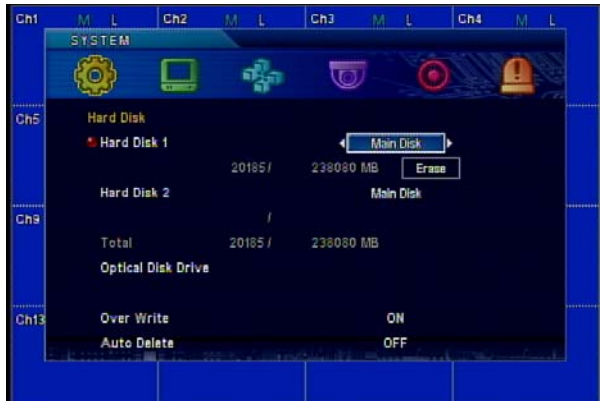 Ch1 M L Ch2 M L Ch3 M L Ch4 M L
SYSTEM
Ch5
Hard Disk
Hard Disk 1 Main Disk
20185 / 238080 MB Erase
Hard Disk 2 Main Disk
Ch9
/
Total 20185 / 238080 MB
Optical Disk Drive
Ch13
Over Write ON
Auto Delete OFF